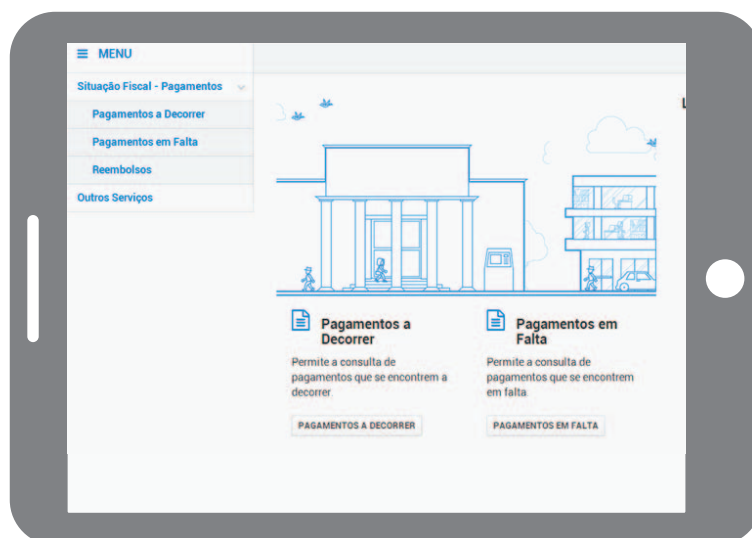 MENU
Situação Fiscal - Pagamentos
Pagamentos a Decorrer
Pagamentos em Falta
Reembolsos
Outros Serviços
L
Pagamentos a
Decorrer
Permite a consulta de
pagamentos que se encontrem a
decorrer
PAGAMENTOS A DECORRER
Pagamentos em
Falta
Permite a consulta de
pagamentos que se encontrem
em falta
PAGAMENTOS EM FALTA